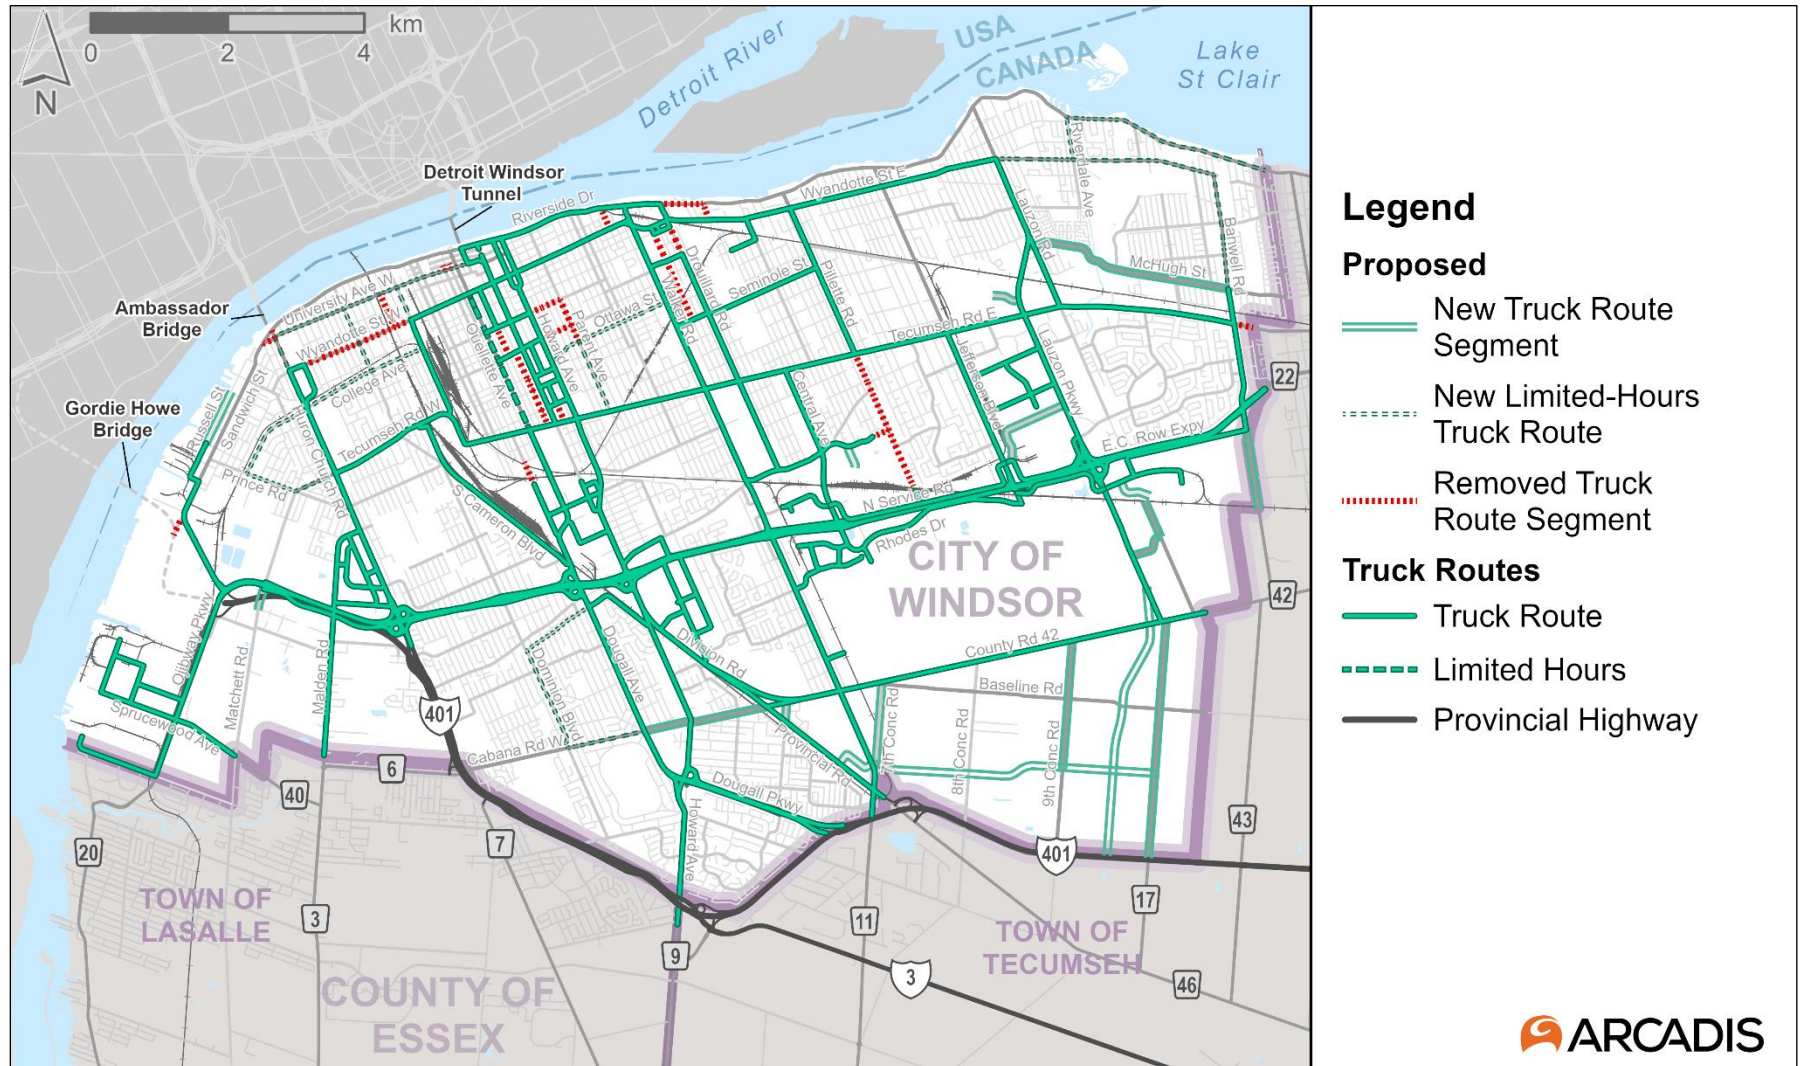 km
0
2
4
N
Detroit River
USA
CANADA
Lake
St Clair
Detroit Windsor
Tunnel
Ambassador
Bridge
Gordie Howe
Bridge
Riverside Dr
Wyandotte St E
Riverdale Ave
Lauzon Rd
Banwell Rd
McHugh St
University Ave W
Wyandotte St W
College Ave
Ouellette Ave
Howard Ave
Parent Ave
Ottawa St
Walker Rd
Drouillard Rd
Seminole St
Pillette Rd
Tecumseh Rd E
Jefferson Blvd
Lauzon Pkwy
Central Ave
E.C. Row Expy
22
Russell St
Sandwich St
Huron Church Rd
Tecumseh Rd W
Prince Rd
S Cameron Blvd
N Service Rd
Rhodes Dr
CITY OF
WINDSOR
42
Ojibway Pkwy
Matchett Rd
Malden Rd
Sprucewood Ave
401
Dominion Blvd
Dougall Ave
Division Rd
County Rd 42
Baseline Rd
Cabana Rd W
Provincial Rd
7th Conc Rd
8th Conc Rd
9th Conc Rd
Dougall Pkwy
Howard Ave
6
40
7
20
3
9
11
401
17
43
46
3
TOWN OF
LASALLE
COUNTY OF
ESSEX
TOWN OF
TECUMSEH
Legend
Proposed
New Truck Route
Segment
New Limited-Hours
Truck Route
Removed Truck
Route Segment
Truck Routes
Truck Route
Limited Hours
Provincial Highway
ARCADIS